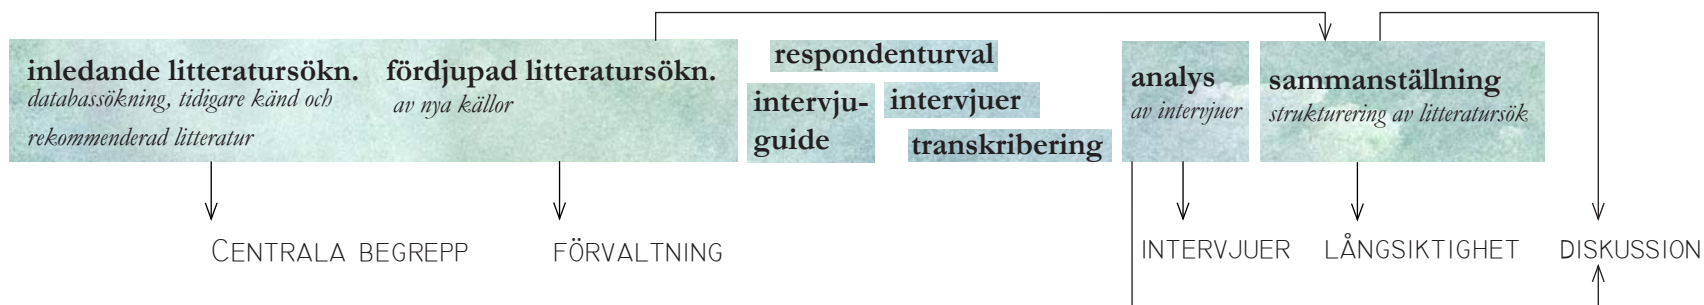 inledande litteratursökn.
databassökning, tidigare känd och
rekommenderad litteratur
fördjupad litteratursökn.
av nya källor
respondenturval
intervju-
guide
intervjuer
transkribering
analys
av intervjuer
sammanställning
strukturering av litteratursök
CENTRALA BEGREPP
FÖRVALTNING
INTERVJUER
LÅNGSIKTIGHET
DISKUSSION